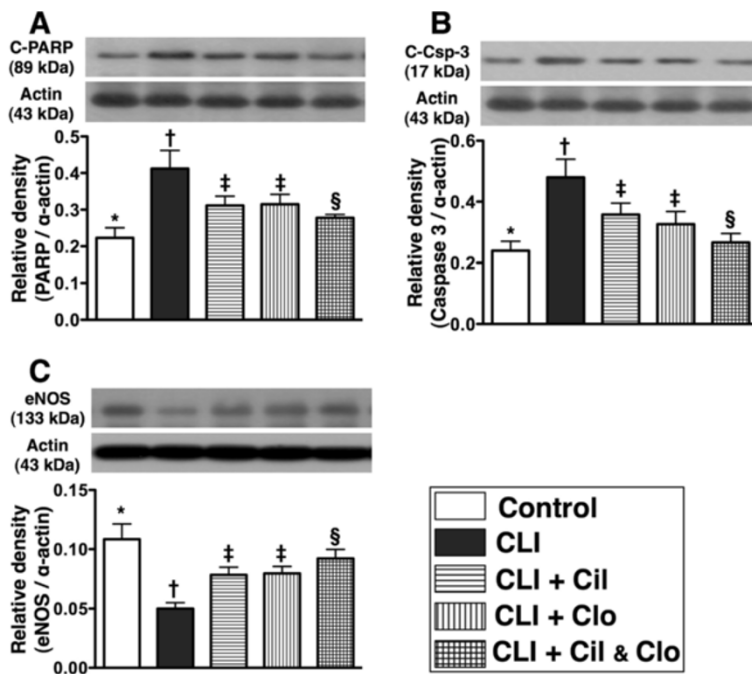 A
C-PARP
(89 kDa)
Actin
(43 kDa)
Relative density
(PARP / α-actin)
0.5
0.4
0.3
0.2
0.1
0.0
*
†
‡
‡
§
B
C-Csp-3
(17 kDa)
Actin
(43 kDa)
Relative density
(Caspase 3 / α-actin)
0.6
0.4
0.2
0.0
*
†
‡
‡
§
C
eNOS
(133 kDa)
Actin
(43 kDa)
Relative density
(eNOS / α-actin)
0.15
0.10
0.05
0.00
*
†
‡
‡
§
Control
CLI
CLI + Cil
CLI + Clo
CLI + Cil & Clo